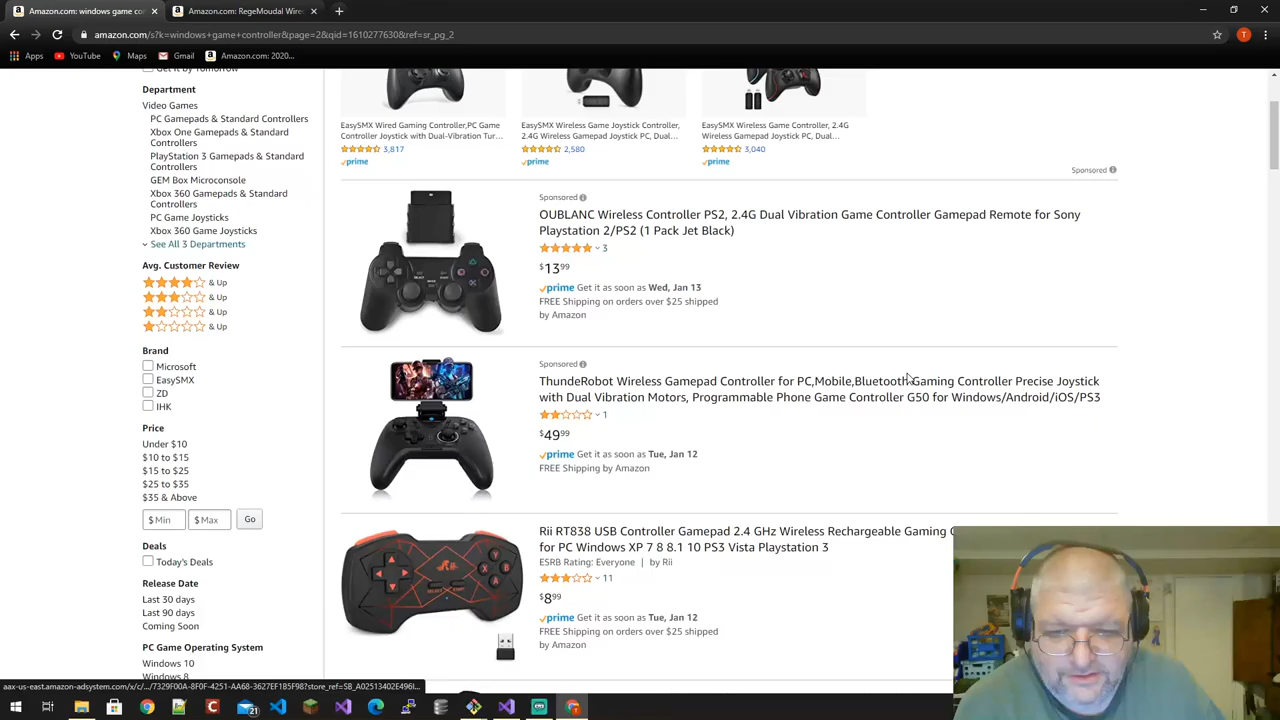 Amazon.com: windows game co
Amazon.com: RegeMoudal Wire
amazon.com/s?k=windows+game+controller&page=2&qid=1610277630&ref=sr_pg_2
T
Apps
YouTube
Maps
Gmail
Amazon.com: 2020...
Get It by Tomorrow
Department
Video Games
PC Gamepads & Standard Controllers
Xbox One Gamepads & Standard
Controllers
PlayStation 3 Gamepads & Standard
Controllers
GEM Box Microconsole
Xbox 360 Gamepads & Standard
Controllers
PC Game Joysticks
Xbox 360 Game Joysticks
See All 3 Departments
Avg. Customer Review
& Up
& Up
& Up
& Up
Brand
Microsoft
EasySMX
ZD
IHK
Price
Under $10
$10 to $15
$15 to $25
$25 to $35
$35 & Above
$ Min
$ Max
Go
Deals
Today's Deals
Release Date
Last 30 days
Last 90 days
Coming Soon
PC Game Operating System
Windows 10
Windows 8
EasySMX Wired Gaming Controller,PC Game
Controller Joystick with Dual-Vibration Tur...
3,817
prime
EasySMX Wireless Game Joystick Controller,
2.4G Wireless Gamepad Joystick PC, Dual...
2,580
prime
EasySMX Wireless Game Controller, 2.4G
Wireless Gamepad Joystick PC, Dual...
3,040
prime
Sponsored
Sponsored
OUBLANC Wireless Controller PS2, 2.4G Dual Vibration Game Controller Gamepad Remote for Sony
Playstation 2/PS2 (1 Pack Jet Black)
3
$13 99
prime Get it as soon as Wed, Jan 13
FREE Shipping on orders over $25 shipped
by Amazon
Sponsored
ThundeRobot Wireless Gamepad Controller for PC,Mobile,Bluetooth Gaming Controller Precise Joystick
with Dual Vibration Motors, Programmable Phone Game Controller G50 for Windows/Android/iOS/PS3
1
$49 99
prime Get it as soon as Tue, Jan 12
FREE Shipping by Amazon
Rii RT838 USB Controller Gamepad 2.4 GHz Wireless Rechargeable Gaming
for PC Windows XP 7 8 8.1 10 PS3 Vista Playstation 3
ESRB Rating: Everyone | by Rii
11
$8 99
prime Get it as soon as Tue, Jan 12
FREE Shipping on orders over $25 shipped
by Amazon
21